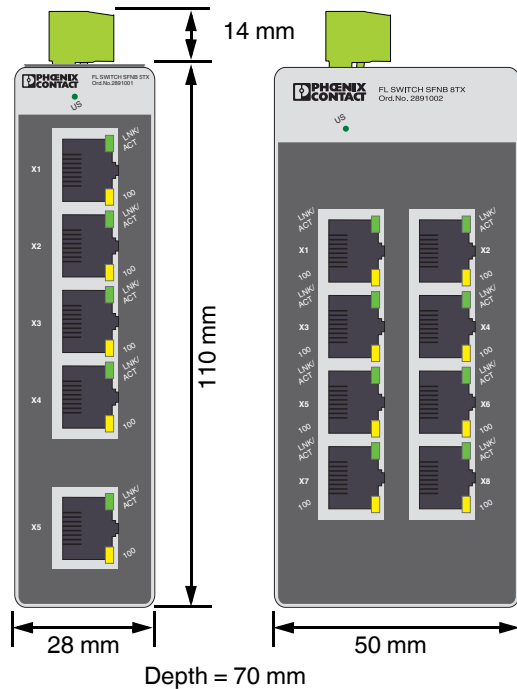 14 mm
PHŒNIX
CONTACT
FL SWITCH SFNB 5TX
Ord.No. 2891001
US
X1
LNK/
ACT
100
X2
LNK/
ACT
100
X3
LNK/
ACT
100
X4
LNK/
ACT
100
X5
LNK/
ACT
100
110 mm
28 mm
PHŒNIX
CONTACT
FL SWITCH SFNB 8TX
Ord.No. 2891002
US
LNK/
ACT
X1
100
LNK/
ACT
X2
100
LNK/
ACT
X3
100
LNK/
ACT
X4
100
LNK/
ACT
X5
100
LNK/
ACT
X6
100
LNK/
ACT
X7
100
LNK/
ACT
X8
100
50 mm
Depth = 70 mm